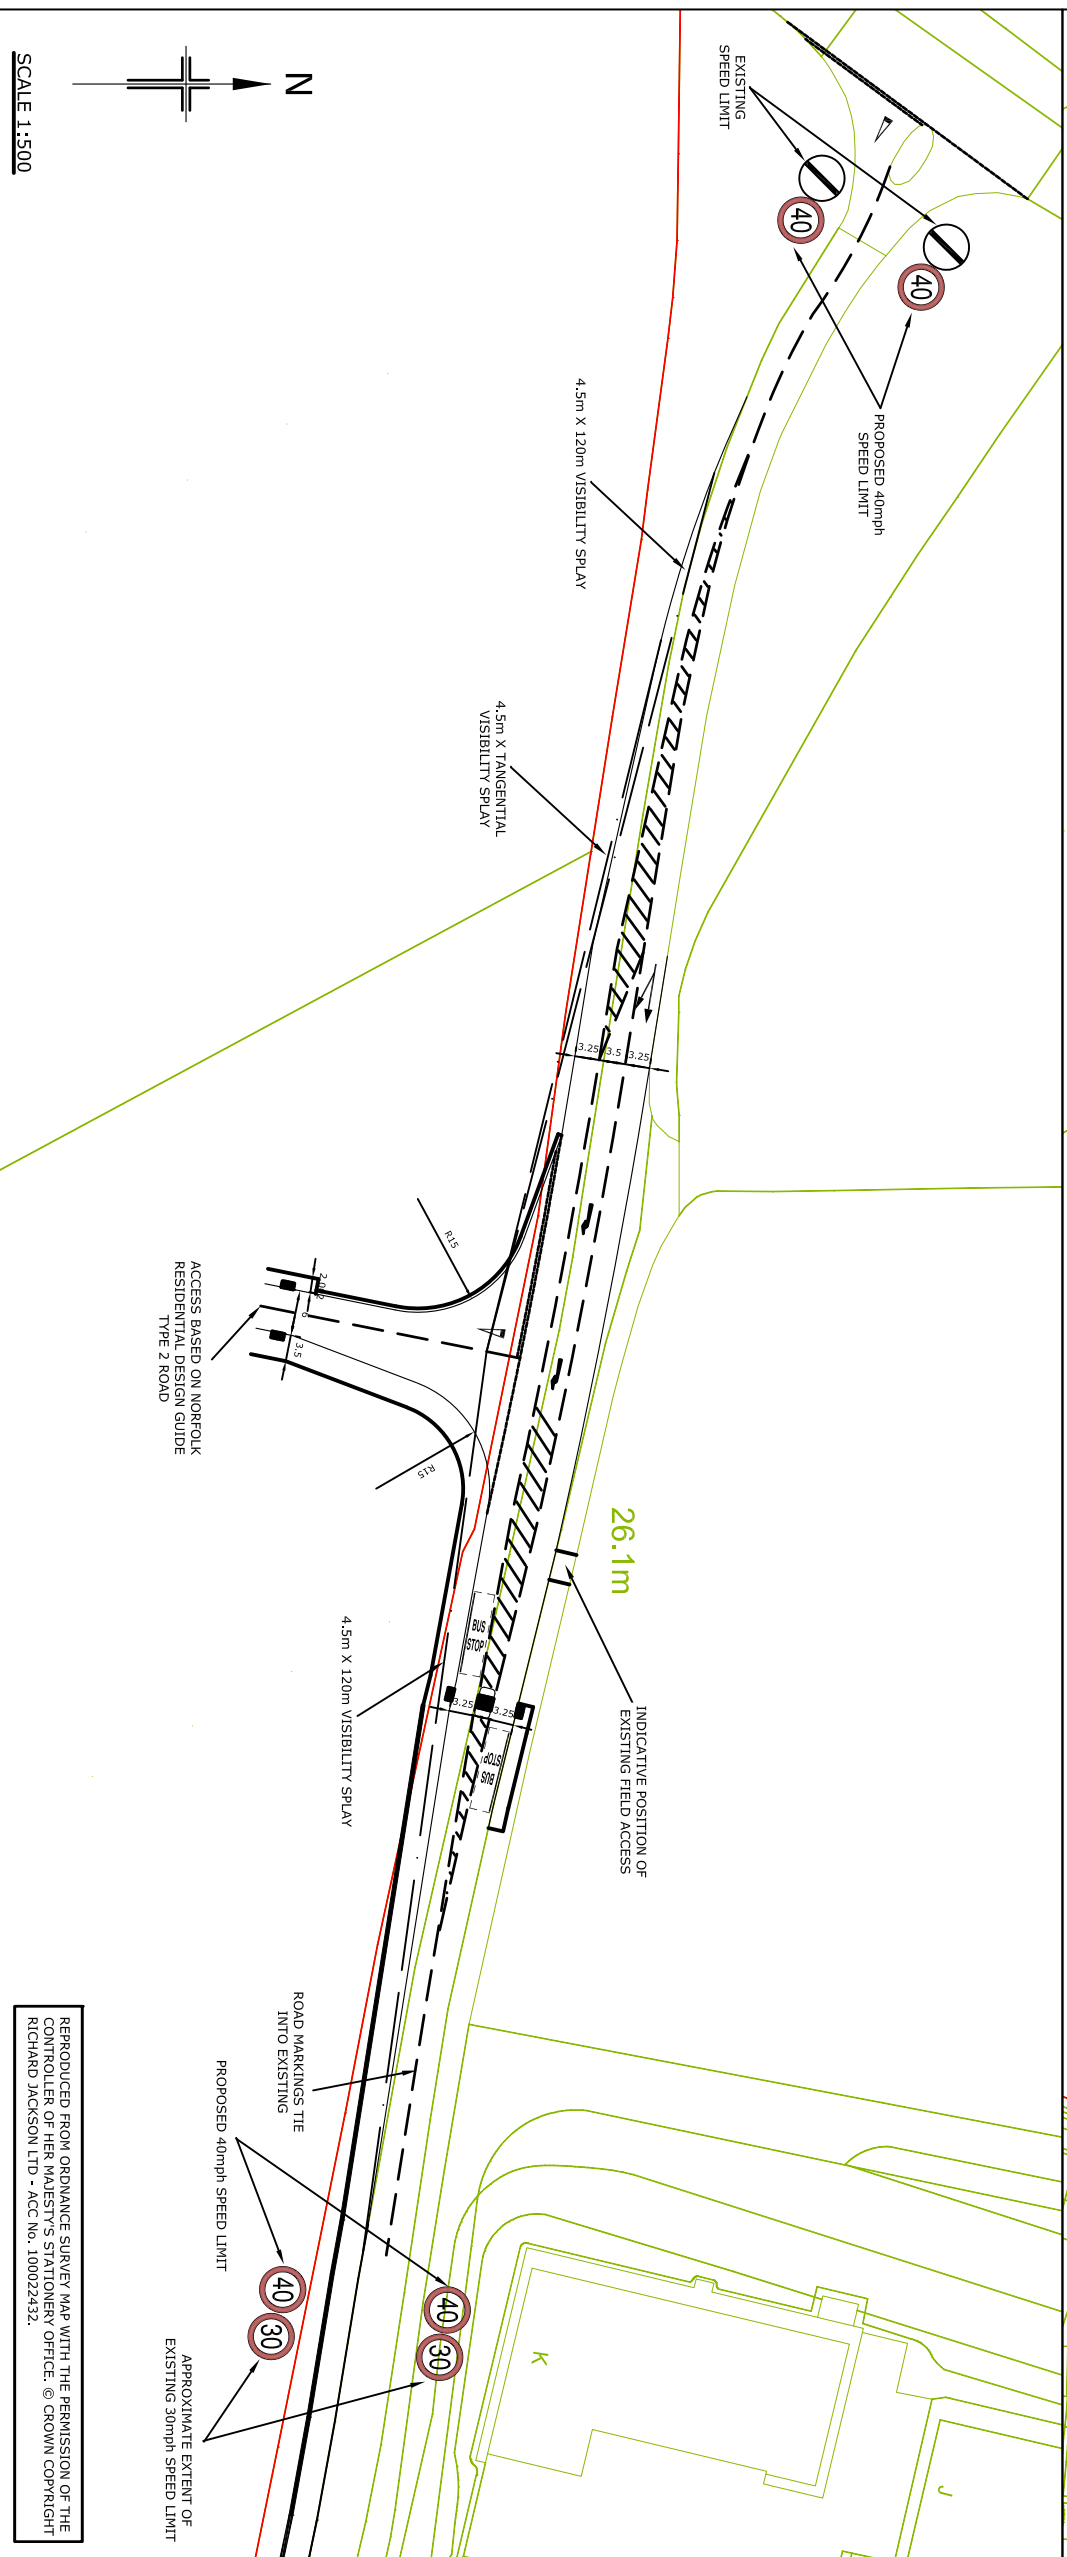 N
SCALE 1:500
EXISTING
SPEED LIMIT
40
40
PROPOSED 40mph
SPEED LIMIT
4.5m X 120m VISIBILITY SPLAY
4.5m X TANGENTIAL
VISIBILITY SPLAY
3.25
3.5
3.25
R15
ACCESS BASED ON NORFOLK
RESIDENTIAL DESIGN GUIDE
TYPE 2 ROAD
6
3.5
R15
26.1m
INDICATIVE POSITION OF
EXISTING FIELD ACCESS
BUS
STOP
3.25
3.25
BUS
STOP
4.5m X 120m VISIBILITY SPLAY
ROAD MARKINGS TIE
INTO EXISTING
PROPOSED 40mph SPEED LIMIT
40
30
40
30
APPROXIMATE EXTENT OF
EXISTING 30mph SPEED LIMIT
K
J
REPRODUCED FROM ORDNANCE SURVEY MAP WITH THE PERMISSION OF THE
CONTROLLER OF HER MAJESTY'S STATIONERY OFFICE. © CROWN COPYRIGHT
RICHARD JACKSON LTD - ACC No. 100022432.